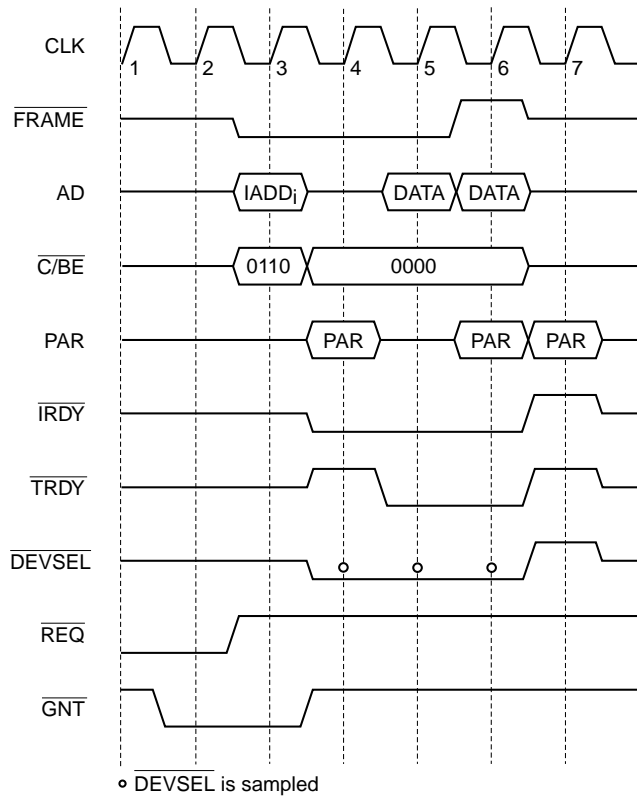 CLK
1 2 3 4 5 6 7
FRAME
AD IADDi DATA DATA
C/BE 0110 0000
PAR PAR PAR PAR
IRDY
TRDY
DEVSEL
REQ
GNT
DEVSEL is sampled